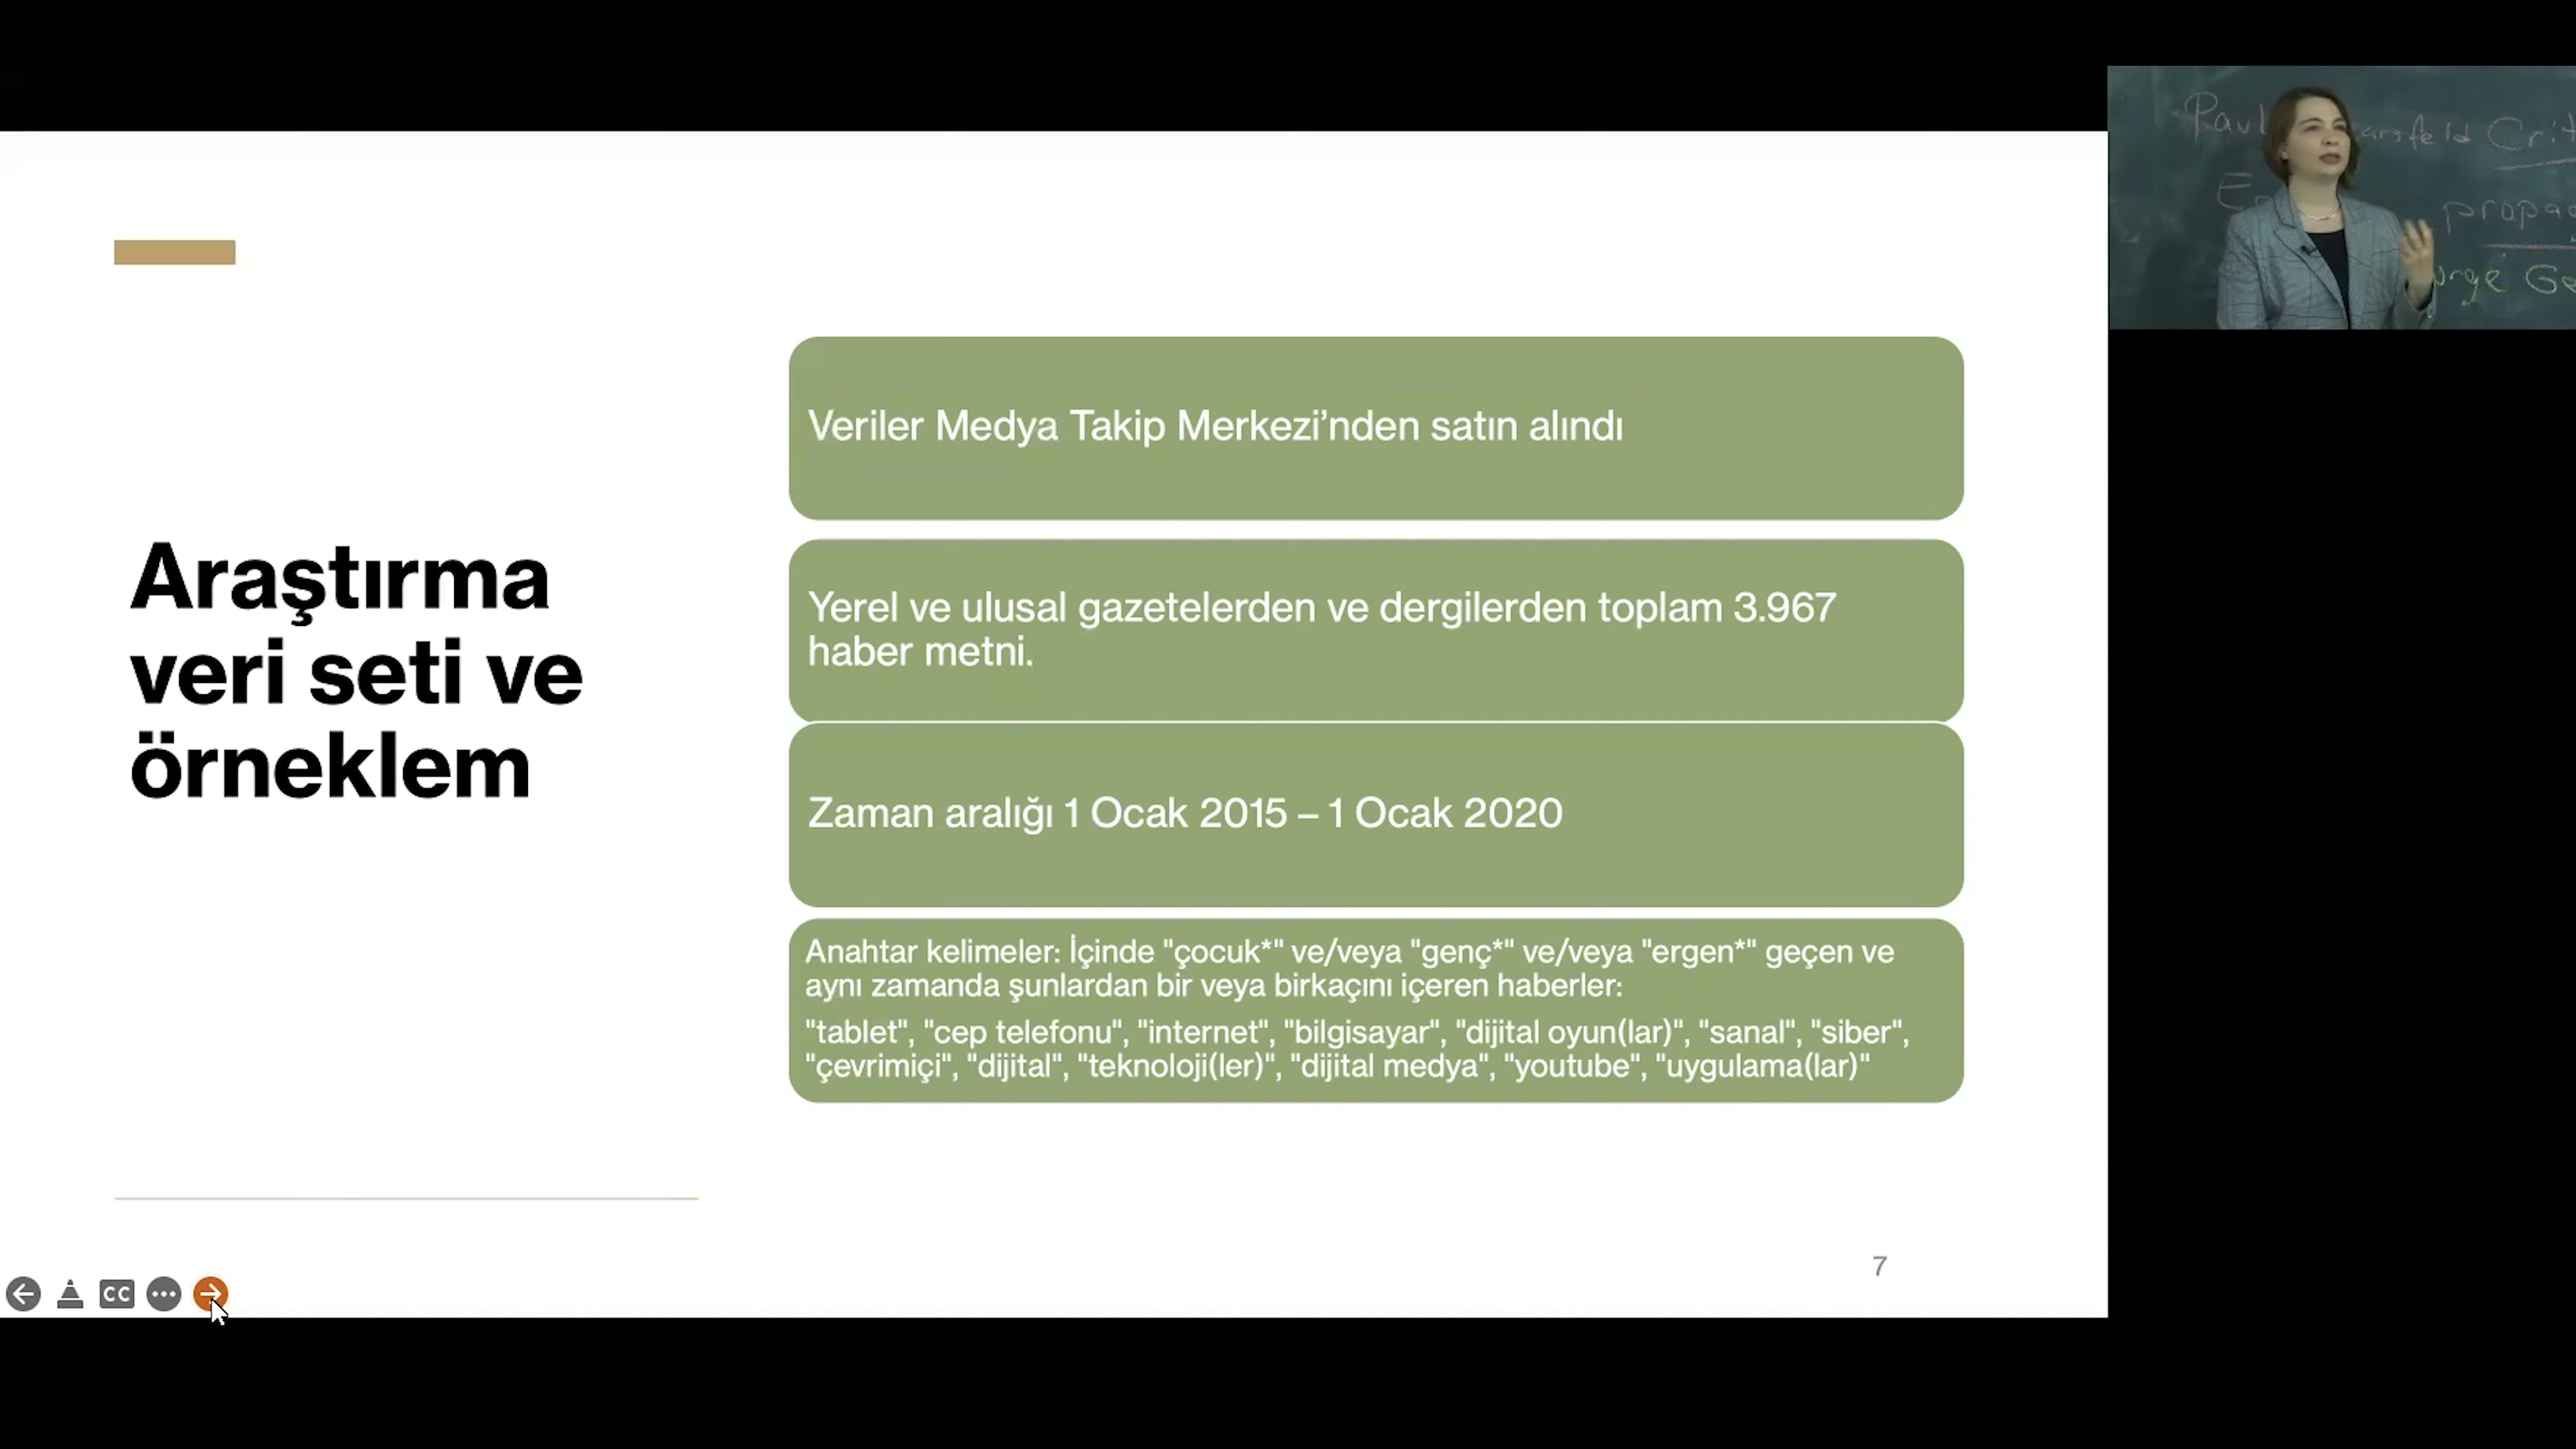 Araştırma
veri seti ve
örneklem
Veriler Medya Takip Merkezi’nden satın alındı
Yerel ve ulusal gazetelerden ve dergilerden toplam 3.967
haber metni.
Zaman aralığı 1 Ocak 2015 – 1 Ocak 2020
Anahtar kelimeler: İçinde "çocuk*" ve/veya "genç*" ve/veya "ergen*" geçen ve
aynı zamanda şunlardan bir veya birkaçını içeren haberler:
"tablet", "cep telefonu", "internet", "bilgisayar", "dijital oyun(lar)", "sanal", "siber",
"çevrimiçi", "dijital", "teknoloji(ler)", "dijital medya", "youtube", "uygulama(lar)"
7
CC
Paul